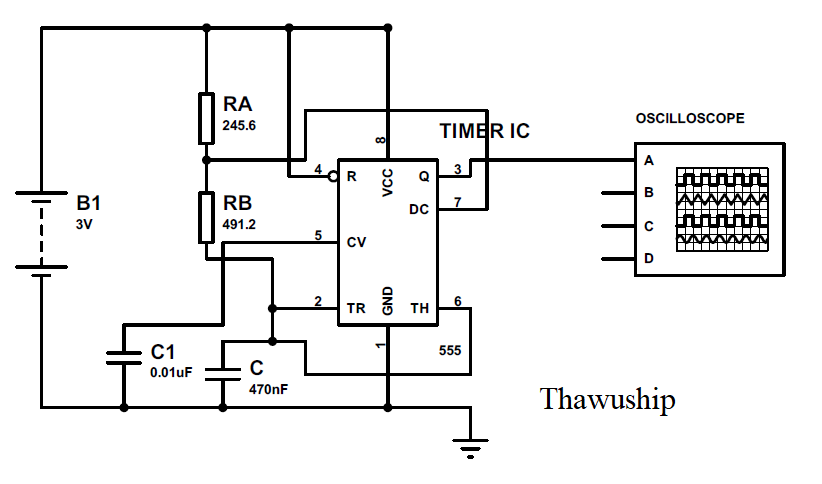 RA
245.6
OSCILLOSCOPE
TIMER IC
8
A
4
R
VCC
Q
3
B
B1
3V
RB
491.2
DC
7
C
5
CV
D
2
TR
GND
TH
6
C1
0.01uF
1
555
C
470nF
Thawuship